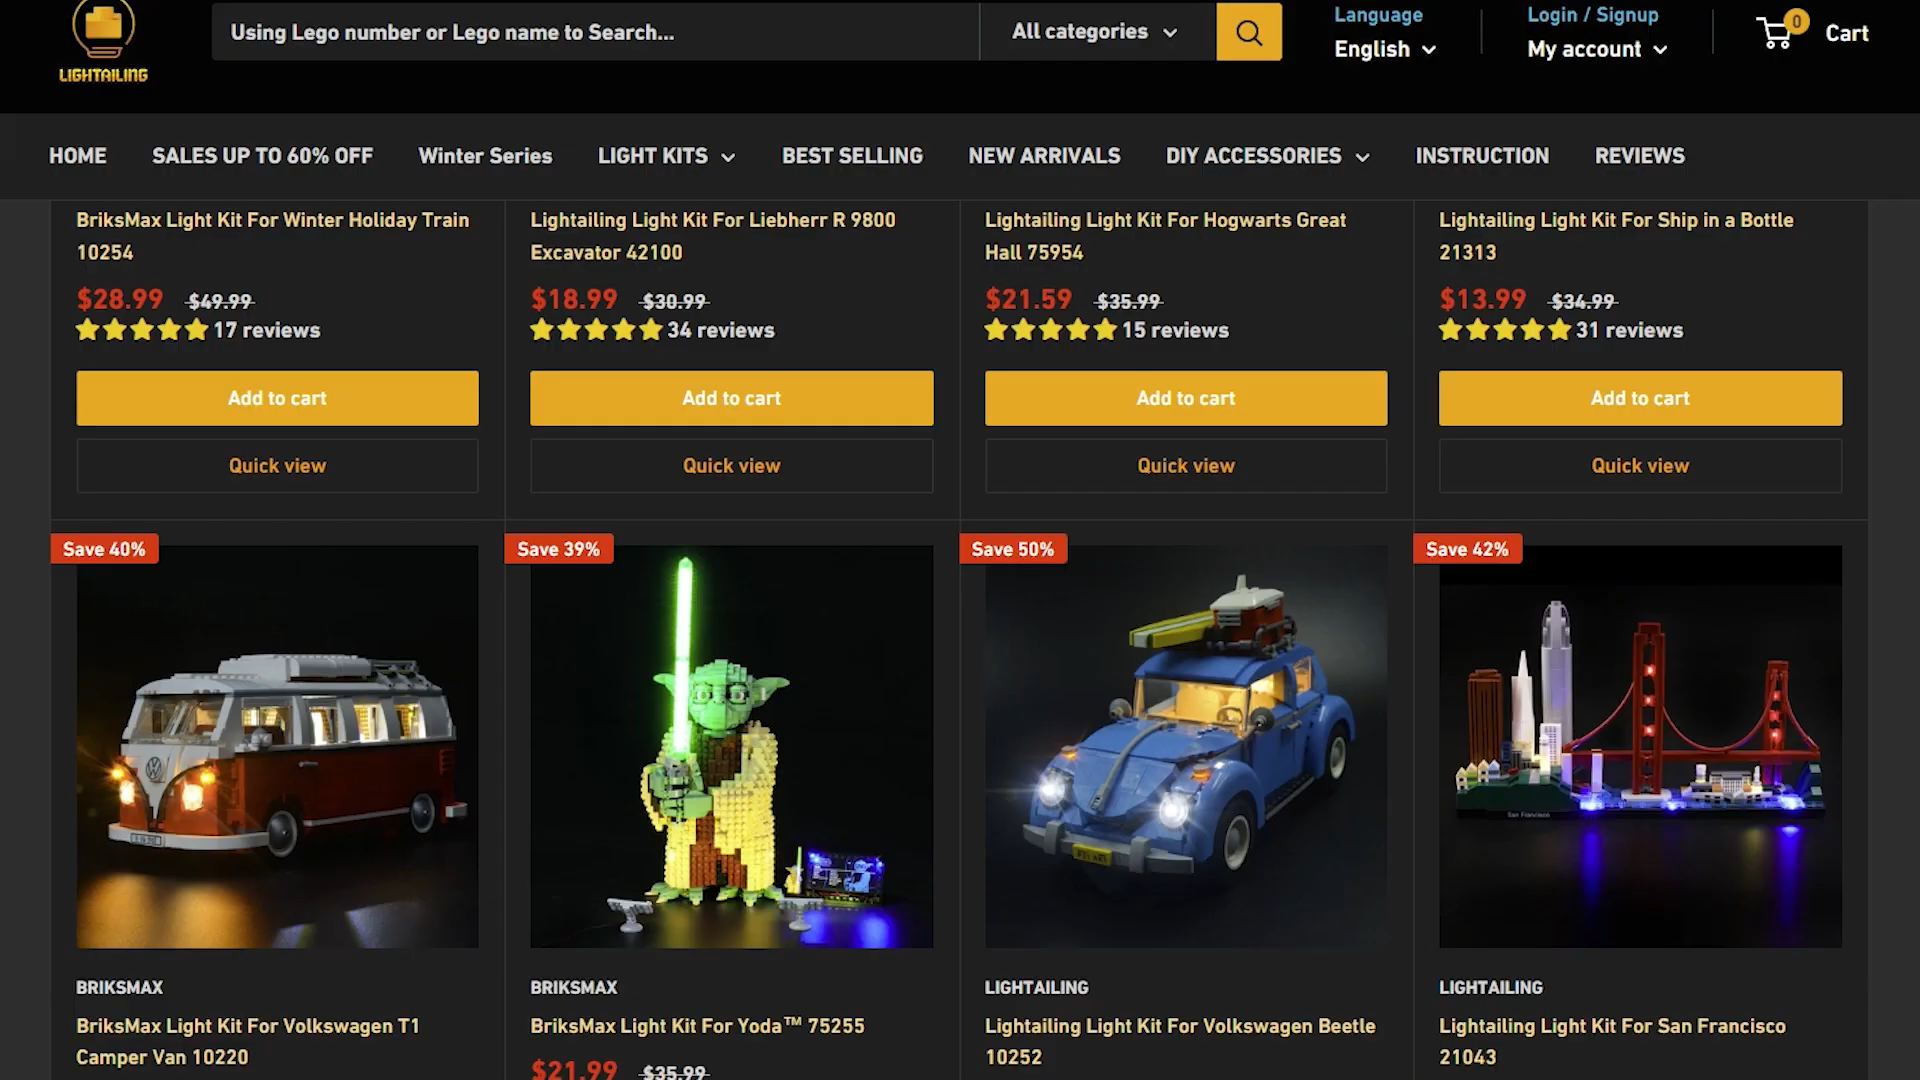 LIGHTAILING
Using Lego number or Lego name to Search...
All categories
Language
English
Login / Signup
My account
0
Cart
HOME
SALES UP TO 60% OFF
Winter Series
LIGHT KITS
BEST SELLING
NEW ARRIVALS
DIY ACCESSORIES
INSTRUCTION
REVIEWS
BriksMax Light Kit For Winter Holiday Train
10254
$28.99 $49.99
17 reviews
Add to cart
Quick view
Lightailing Light Kit For Liebherr R 9800
Excavator 42100
$18.99 $30.99
34 reviews
Add to cart
Quick view
Lightailing Light Kit For Hogwarts Great
Hall 75954
$21.59 $35.99
15 reviews
Add to cart
Quick view
Lightailing Light Kit For Ship in a Bottle
21313
$13.99 $34.99
31 reviews
Add to cart
Quick view
Save 40%
BRIKSMAX
BriksMax Light Kit For Volkswagen T1
Camper Van 10220
Save 39%
BRIKSMAX
BriksMax Light Kit For Yoda™ 75255
$21.99 $35.99
Save 50%
LIGHTAILING
Lightailing Light Kit For Volkswagen Beetle
10252
Save 42%
San Francisco
LIGHTAILING
Lightailing Light Kit For San Francisco
21043